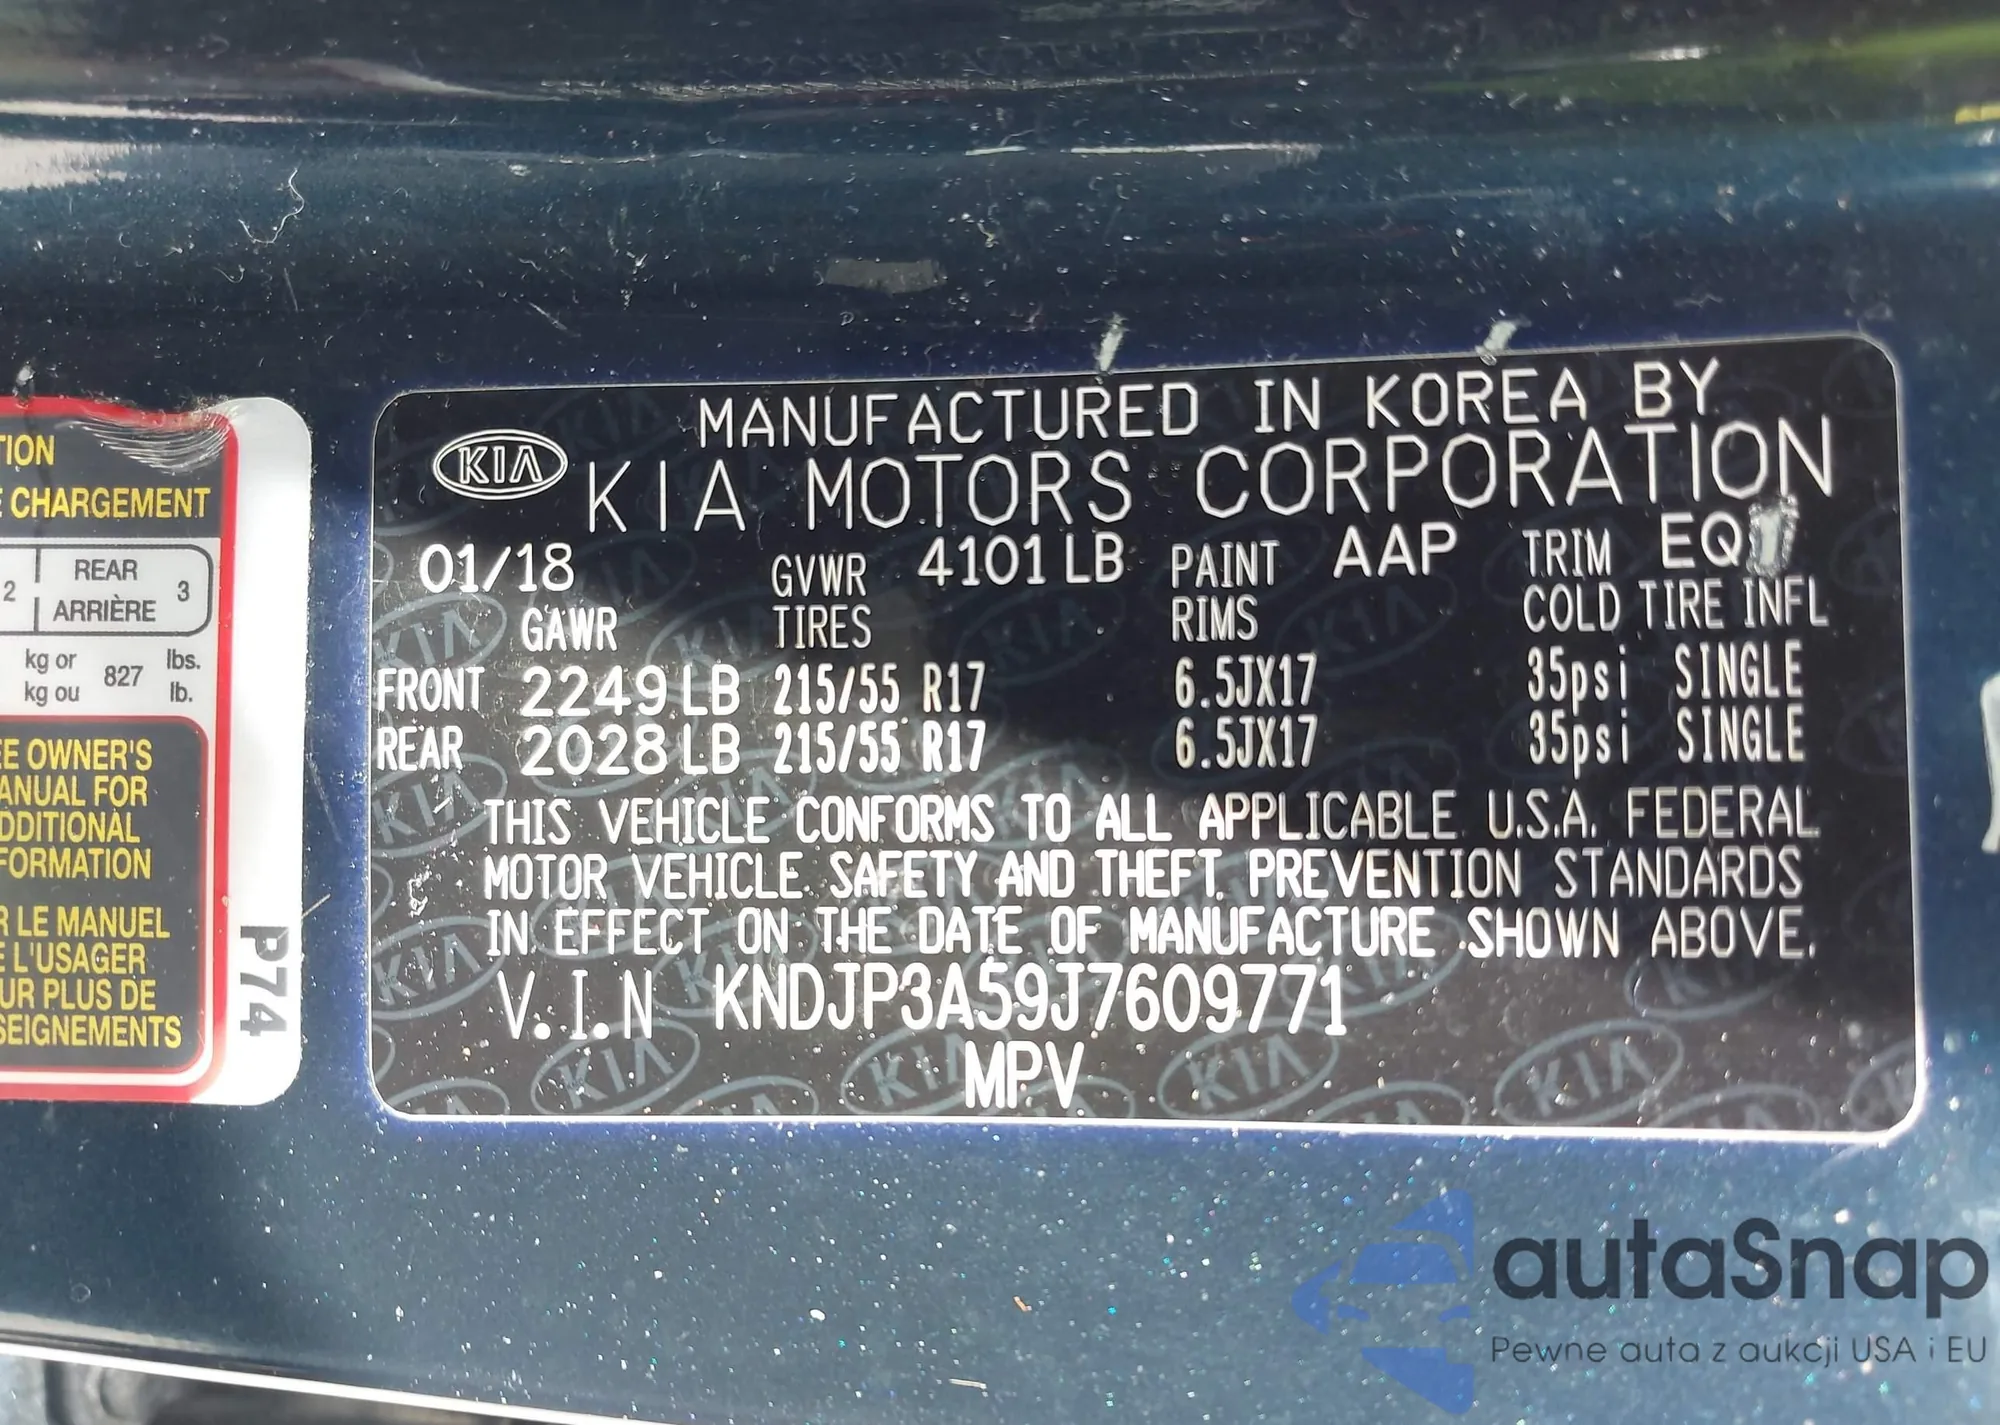 TION
E CHARGEMENT
2 REAR 3
ARRIÈRE
kg or 827 lbs.
kg ou lb.
EE OWNER'S
ANUAL FOR
DDITIONAL
FORMATION
R LE MANUEL
E L'USAGER
UR PLUS DE
SEIGNEMENTS
P74
MANUFACTURED IN KOREA BY
KIA KIA MOTORS CORPORATION
01/18 GVWR 4101 LB PAINT AAP TRIM EQ
GAWR TIRES RIMS COLD TIRE INFL
FRONT 2249 LB 215/55 R17 6.5JX17 35psi SINGLE
REAR 2028 LB 215/55 R17 6.5JX17 35psi SINGLE
THIS VEHICLE CONFORMS TO ALL APPLICABLE U.S.A. FEDERAL
MOTOR VEHICLE SAFETY AND THEFT PREVENTION STANDARDS
IN EFFECT ON THE DATE OF MANUFACTURE SHOWN ABOVE.
V.I.N KNDJP3A59J7609771
MPV
autaSnap
Pewne auta z aukcji USA i EU